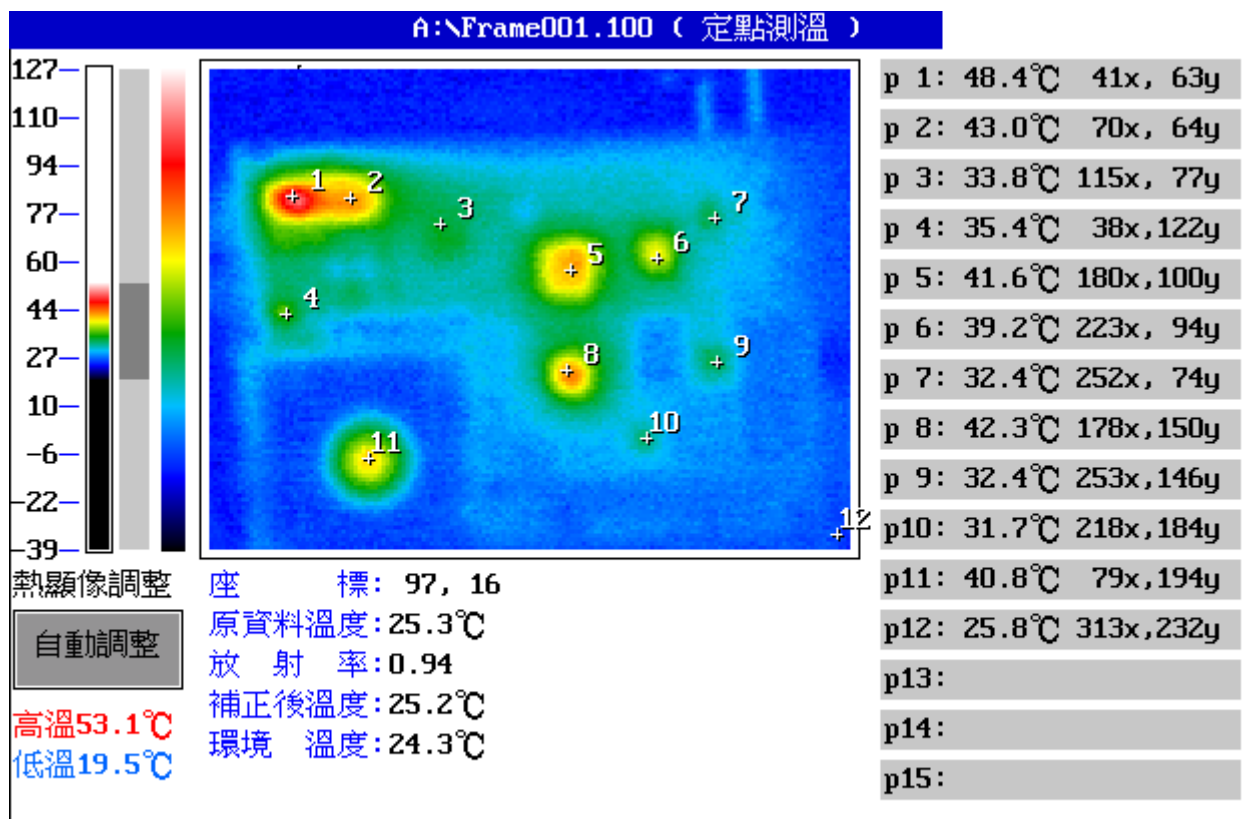 A:\Frame001.100 ( 定點測溫 )
127
110
94
77
60
44
27
10
-6
-22
-39
1
2
3
4
5
6
7
8
9
10
11
12
p 1: 48.4℃ 41x, 63y
p 2: 43.0℃ 70x, 64y
p 3: 33.8℃ 115x, 77y
p 4: 35.4℃ 38x,122y
p 5: 41.6℃ 180x,100y
p 6: 39.2℃ 223x, 94y
p 7: 32.4℃ 252x, 74y
p 8: 42.3℃ 178x,150y
p 9: 32.4℃ 253x,146y
p10: 31.7℃ 218x,184y
p11: 40.8℃ 79x,194y
p12: 25.8℃ 313x,232y
p13:
p14:
p15:
熱顯像調整
自動調整
高溫53.1℃
低溫19.5℃
座 標: 97, 16
原資料溫度:25.3℃
放 射 率:0.94
補正後溫度:25.2℃
環境 溫度:24.3℃